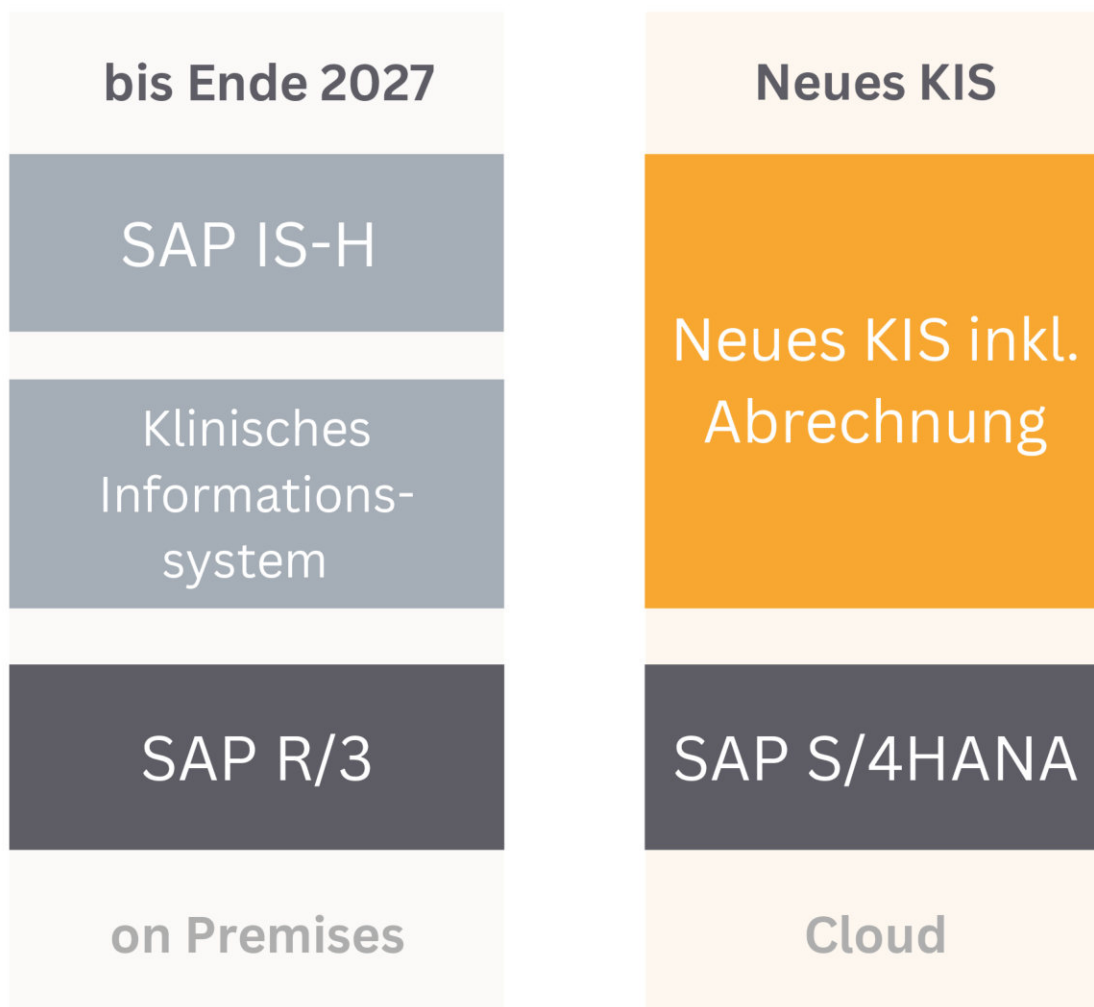 bis Ende 2027
SAP IS-H
Klinisches
Informations-
system
SAP R/3
on Premises
Neues KIS
Neues KIS inkl.
Abrechnung
SAP S/4HANA
Cloud